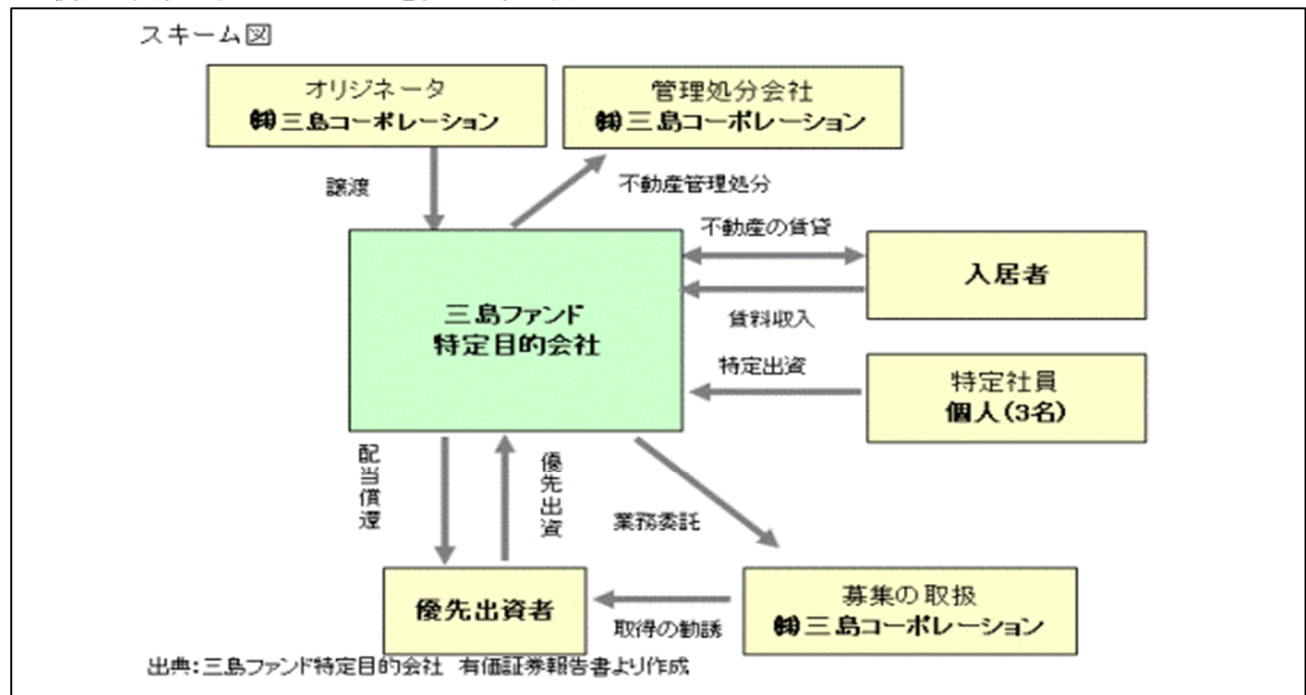 スキーム図
オリジネータ
㈱三島コーポレーション
管理処分会社
㈱三島コーポレーション
譲渡
不動産管理処分
三島ファンド
特定目的会社
不動産の賃貸
賃料収入
入居者
特定出資
特定社員
個人(3名)
配当償還
優先出資
業務委託
優先出資者
取得の勧誘
募集の取扱
㈱三島コーポレーション
出典:三島ファンド特定目的会社 有価証券報告書より作成